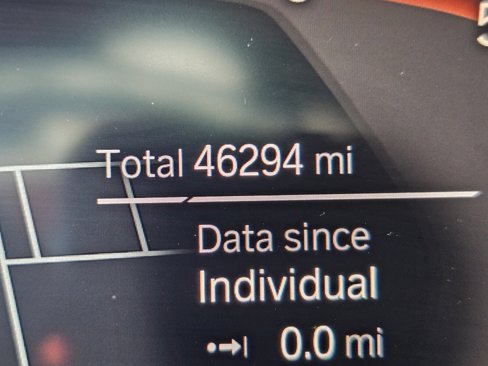 Total 46294 mi
Data since
Individual
0.0 mi